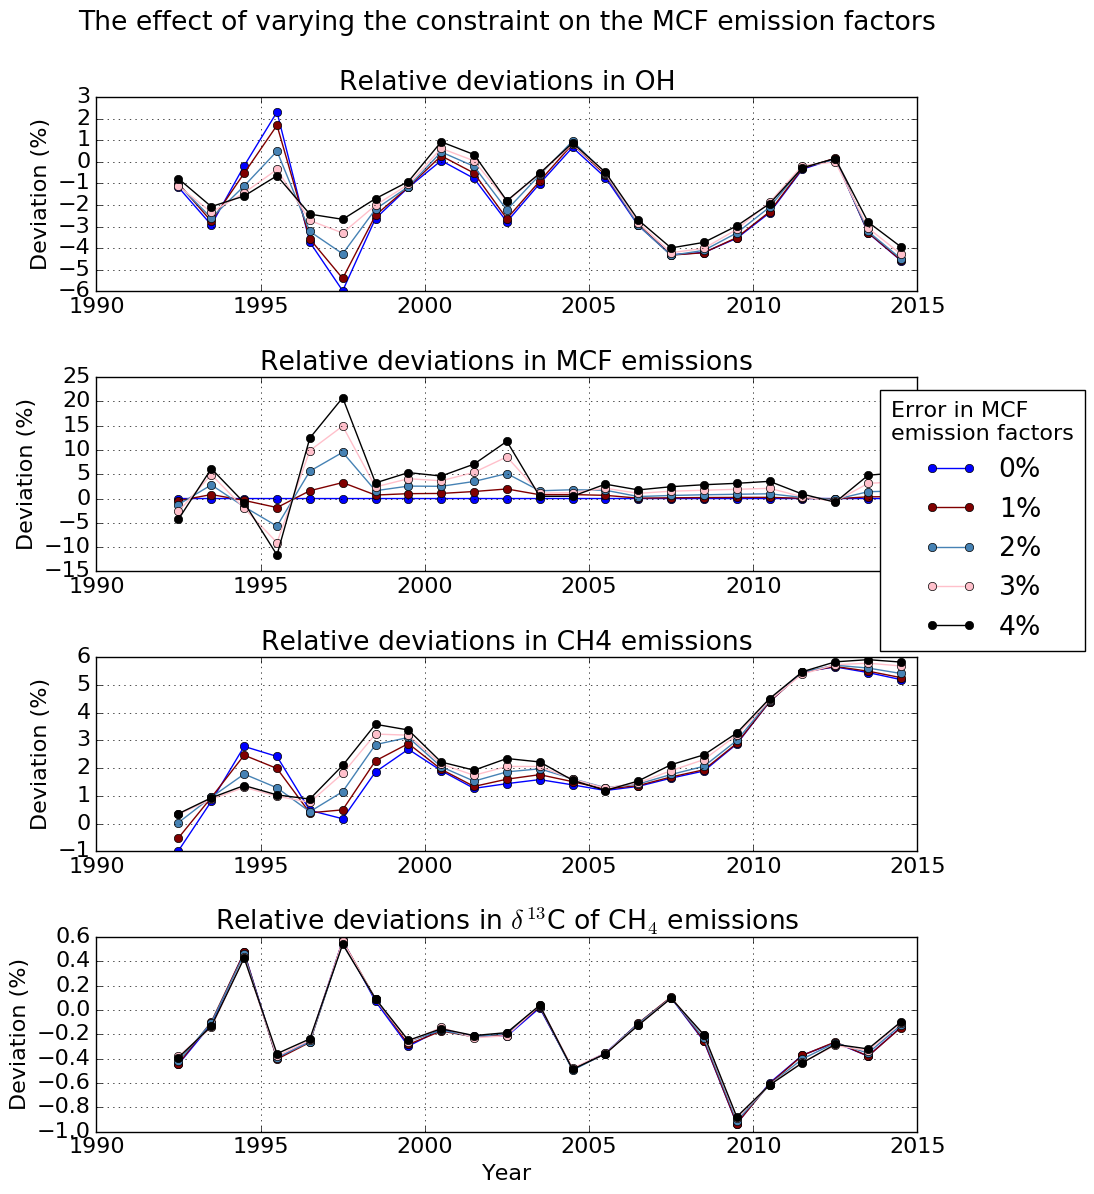 The effect of varying the constraint on the MCF emission factors
Relative deviations in OH
Deviation (%)
3
2
1
0
−1
−2
−3
−4
−5
−6
1990 1995 2000 2005 2010 2015
Relative deviations in MCF emissions
Deviation (%)
25
20
15
10
5
0
−5
−10
−15
1990 1995 2000 2005 2010
Error in MCF
emission factors
0%
1%
2%
3%
4%
Relative deviations in CH4 emissions
Deviation (%)
6
5
4
3
2
1
0
−1
1990 1995 2000 2005 2010 2015
Relative deviations in δ¹³C of CH₄ emissions
Deviation (%)
0.6
0.4
0.2
0.0
−0.2
−0.4
−0.6
−0.8
−1.0
1990 1995 2000 2005 2010 2015
Year